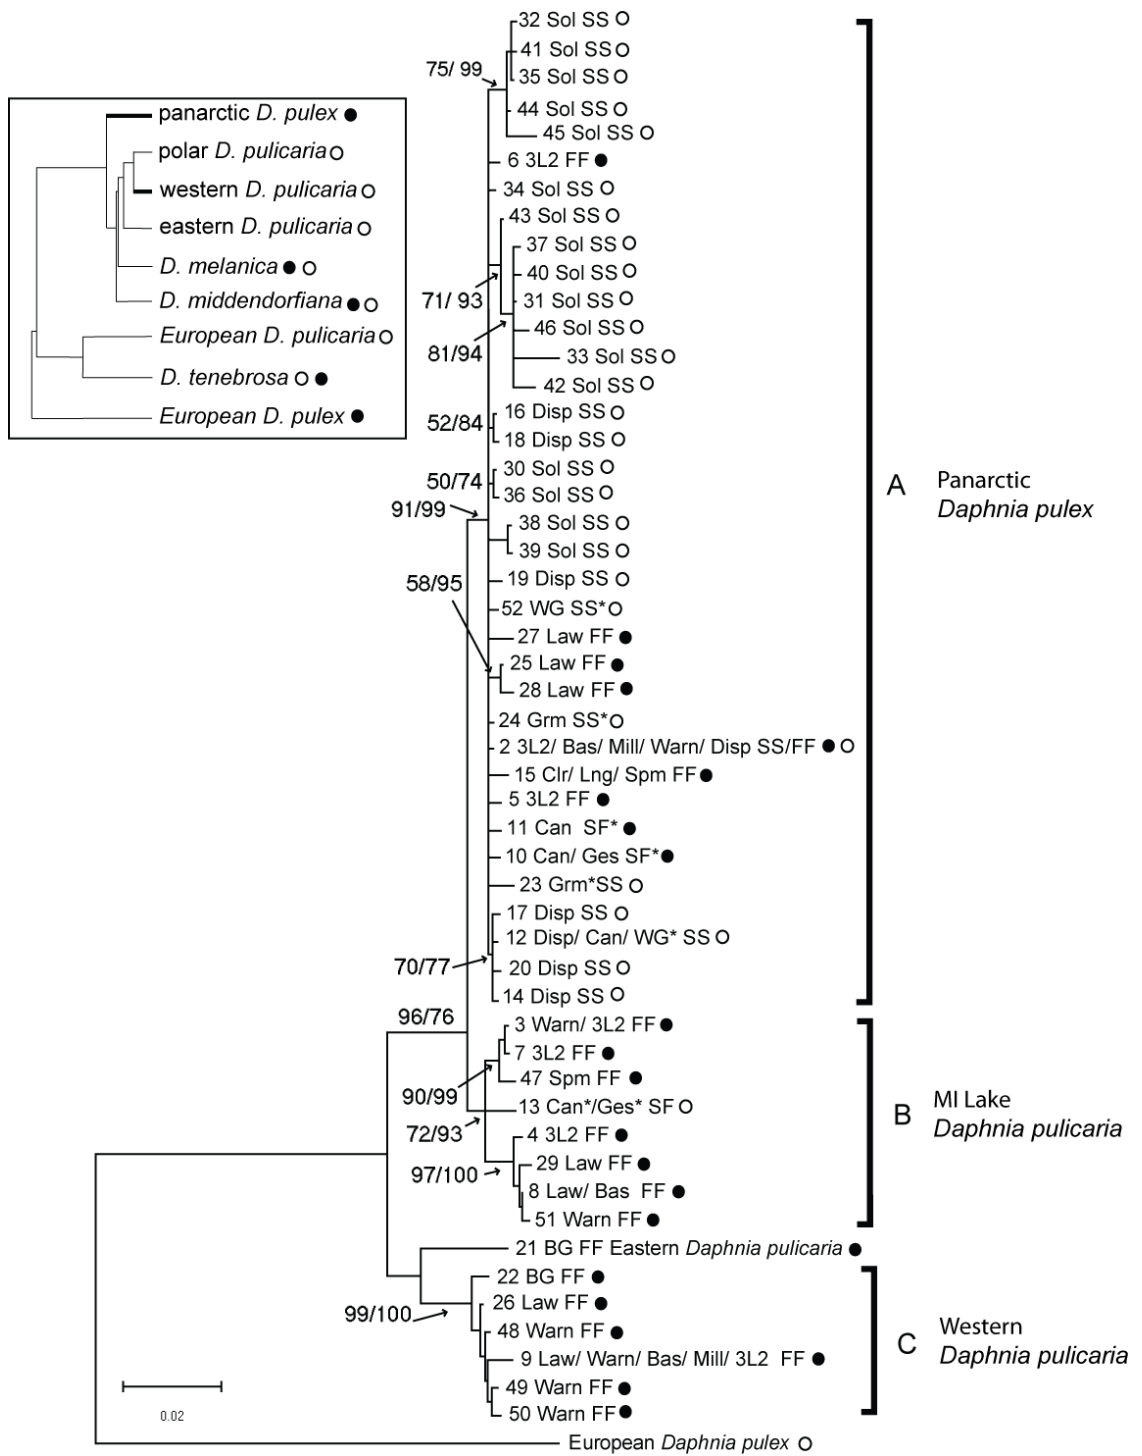 panarctic D. pulex
polar D. pulicaria
western D. pulicaria
eastern D. pulicaria
D. melanica
D. middendorfiana
European D. pulicaria
D. tenebrosa
European D. pulex
32 Sol SS
41 Sol SS
75/ 99
35 Sol SS
44 Sol SS
45 Sol SS
6 3L2 FF
34 Sol SS
43 Sol SS
37 Sol SS
40 Sol SS
71/ 93
31 Sol SS
46 Sol SS
81/94
33 Sol SS
42 Sol SS
16 Disp SS
52/84
18 Disp SS
30 Sol SS
50/74
36 Sol SS
91/99
38 Sol SS
39 Sol SS
19 Disp SS
58/95
52 WG SS*
27 Law FF
25 Law FF
28 Law FF
24 Grm SS*
2 3L2/ Bas/ Mill/ Warn/ Disp SS/FF
15 Clr/ Lng/ Spm FF
5 3L2 FF
11 Can SF*
10 Can/ Ges SF*
23 Grm*SS
17 Disp SS
12 Disp/ Can/ WG* SS
70/77
20 Disp SS
14 Disp SS
A
Panarctic
Daphnia pulex
96/76
3 Warn/ 3L2 FF
7 3L2 FF
47 Spm FF
90/99
13 Can*/Ges* SF
72/93
4 3L2 FF
97/100
29 Law FF
8 Law/ Bas FF
51 Warn FF
B
MI Lake
Daphnia pulicaria
21 BG FF Eastern Daphnia pulicaria
22 BG FF
26 Law FF
99/100
48 Warn FF
9 Law/ Warn/ Bas/ Mill/ 3L2 FF
49 Warn FF
50 Warn FF
C
Western
Daphnia pulicaria
0.02
European Daphnia pulex